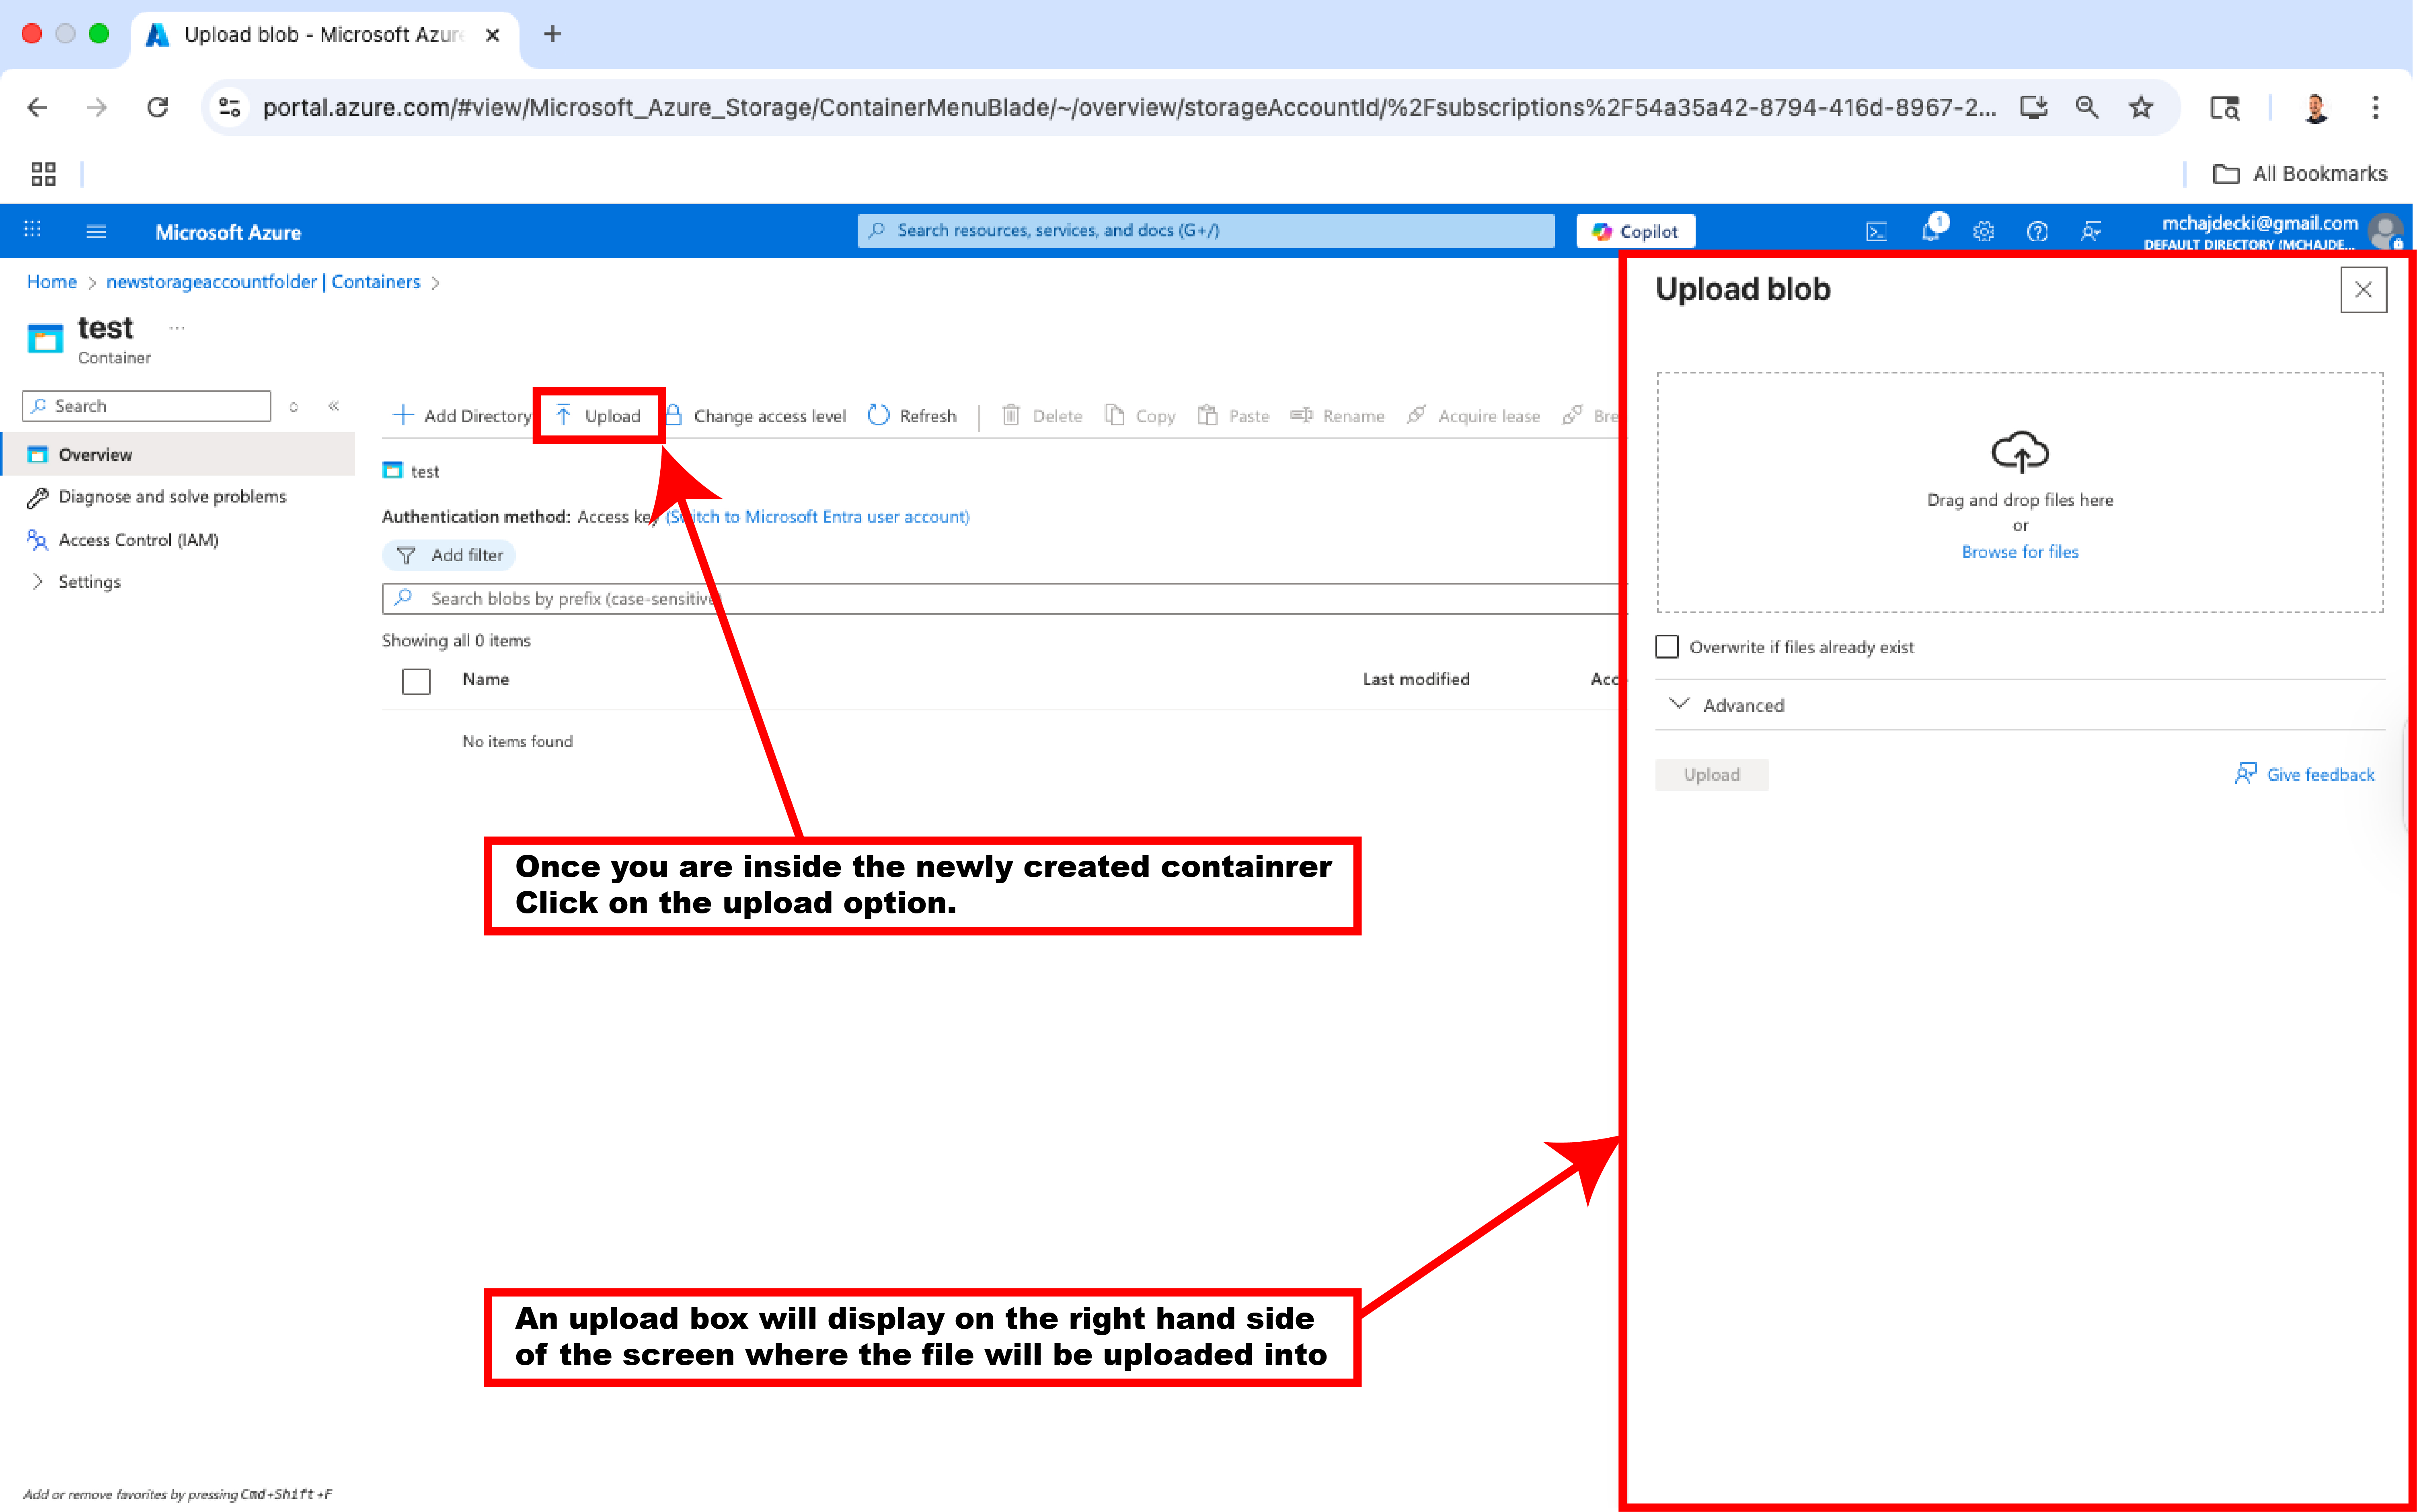 Upload blob - Microsoft Azur
portal.azure.com/#view/Microsoft_Azure_Storage/ContainerMenuBlade/~/overview/storageAccountId/%2Fsubscriptions%2F54a35a42-8794-416d-8967-2...
All Bookmarks
Microsoft Azure
Search resources, services, and docs (G+/)
Copilot
1
mchajdecki@gmail.com
DEFAULT DIRECTORY (MCHAJDE...
Home > newstorageaccountfolder | Containers >
test ...
Container
Search
Overview
Diagnose and solve problems
Access Control (IAM)
Settings
Add Directory Upload Change access level Refresh Delete Copy Paste Rename Acquire lease Bre
test
Authentication method: Access key (Switch to Microsoft Entra user account)
Add filter
Search blobs by prefix (case-sensitive)
Showing all 0 items
Name Last modified Acc
No items found
Once you are inside the newly created containrer
Click on the upload option.
An upload box will display on the right hand side
of the screen where the file will be uploaded into
Upload blob
Drag and drop files here
or
Browse for files
Overwrite if files already exist
Advanced
Upload
Give feedback
Add or remove favorites by pressing Cmd+Shift+F